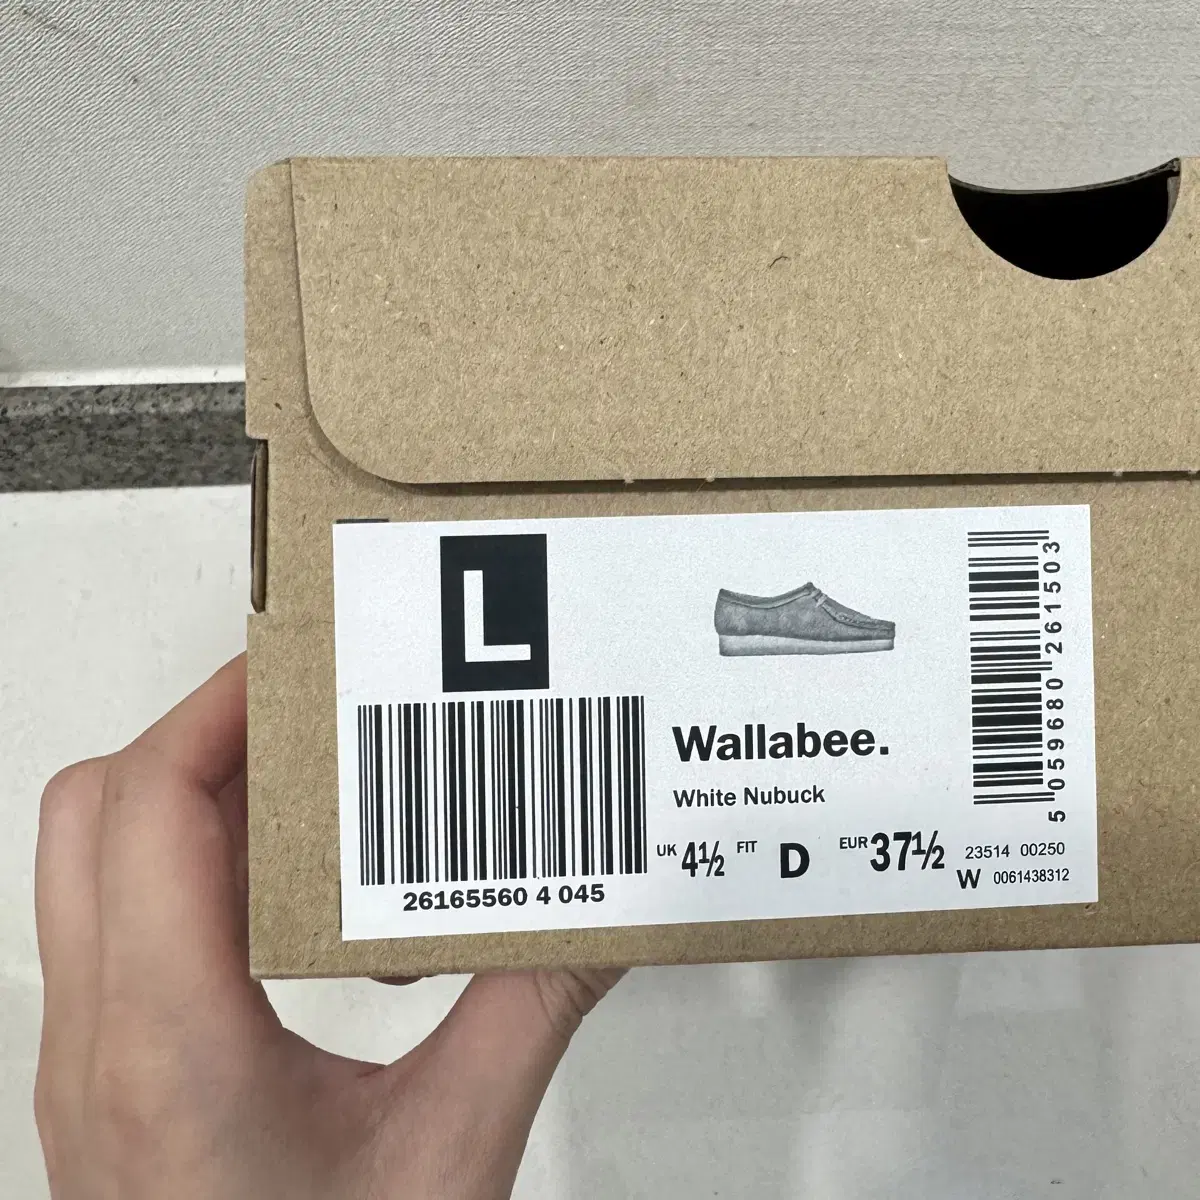 L
26165560 4 045
Wallabee.
White Nubuck
UK 4½ FIT D EUR 37½
23514 00250
W 0061438312
5 059680 261503